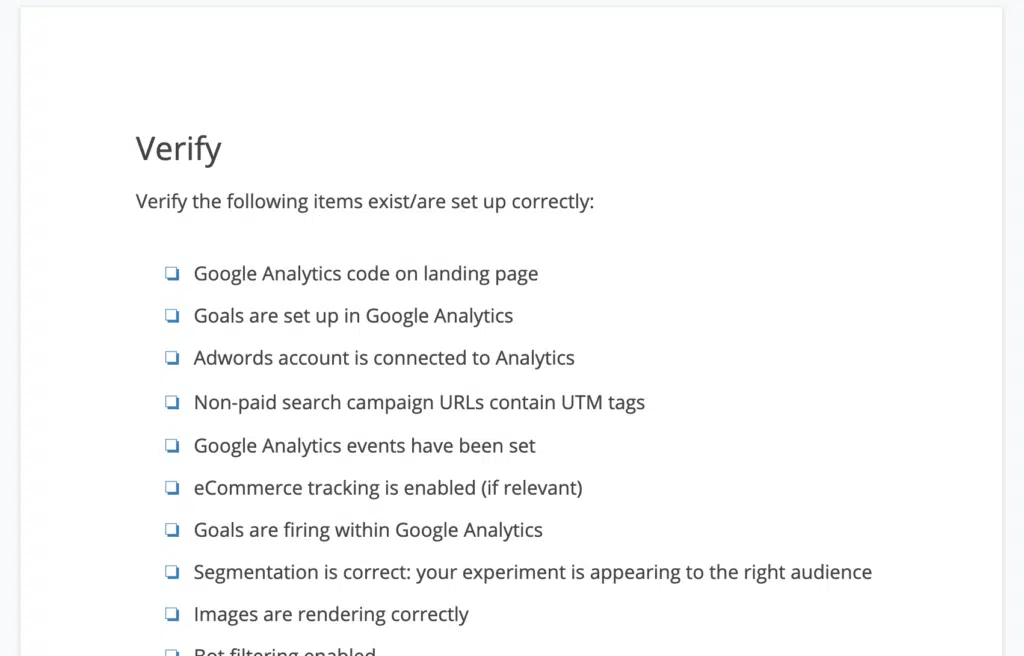 Verify
Verify the following items exist/are set up correctly:
❏ Google Analytics code on landing page
❏ Goals are set up in Google Analytics
❏ Adwords account is connected to Analytics
❏ Non-paid search campaign URLs contain UTM tags
❏ Google Analytics events have been set
❏ eCommerce tracking is enabled (if relevant)
❏ Goals are firing within Google Analytics
❏ Segmentation is correct: your experiment is appearing to the right audience
❏ Images are rendering correctly
❏ Bot filtering enabled